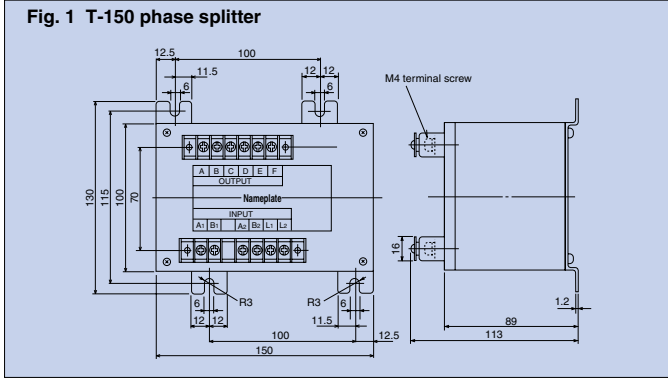 Fig. 1 T-150 phase splitter
12.5
100
11.5
12
12
6
6
M4 terminal screw
A B C D E F
OUTPUT
Nameplate
INPUT
A1 B1 A2 B2 L1 L2
130
115
100
70
16
R3
R3
6
6
12
12
11.5
100
12.5
150
1.2
89
113